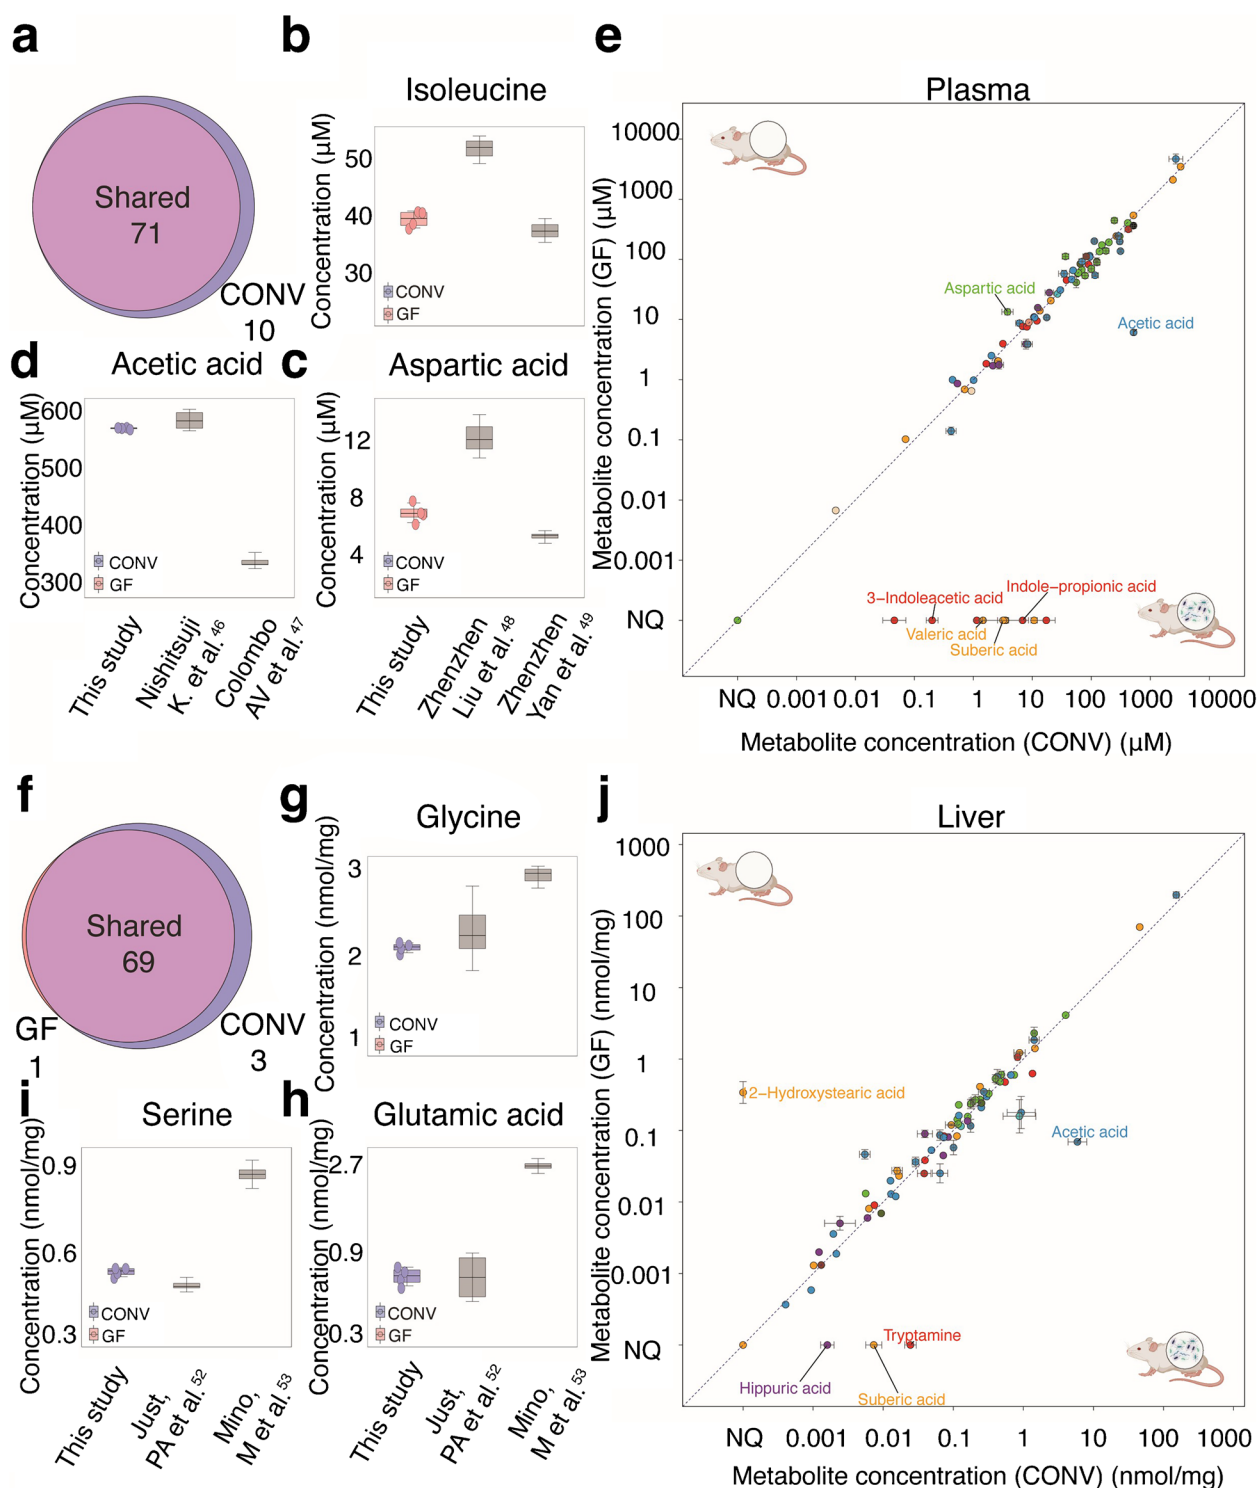 a
Shared
71
CONV
10
b
Isoleucine
Concentration (µM)
50
40
30
CONV
GF
d
Acetic acid
Concentration (µM)
600
500
400
300
CONV
GF
This study
Nishitsuji
K. et al.46
Colombo
AV et al.47
c
Aspartic acid
Concentration (µM)
12
8
4
CONV
GF
This study
Zhenzhen
Liu et al.48
Zhenzhen
Yan et al.49
e
Plasma
Metabolite concentration (GF) (µM)
10000
1000
100
10
1
0.1
0.01
0.001
NQ
Aspartic acid
Acetic acid
3-Indoleacetic acid
Indole-propionic acid
Valeric acid
Suberic acid
NQ 0.001 0.01 0.1 1 10 100 1000 10000
Metabolite concentration (CONV) (µM)
f
Shared
69
GF
1
CONV
3
g
Glycine
Concentration (nmol/mg)
3
2
1
CONV
GF
i
Serine
Concentration (nmol/mg)
0.9
0.6
0.3
CONV
GF
This study
Just,
PA et al.52
Mino,
M et al.53
h
Glutamic acid
Concentration (nmol/mg)
2.7
0.9
0.3
CONV
GF
This study
Just,
PA et al.52
Mino,
M et al.53
j
Liver
Metabolite concentration (GF) (nmol/mg)
1000
100
10
1
0.1
0.01
0.001
NQ
2-Hydroxystearic acid
Acetic acid
Tryptamine
Hippuric acid
Suberic acid
NQ 0.001 0.01 0.1 1 10 100 1000
Metabolite concentration (CONV) (nmol/mg)